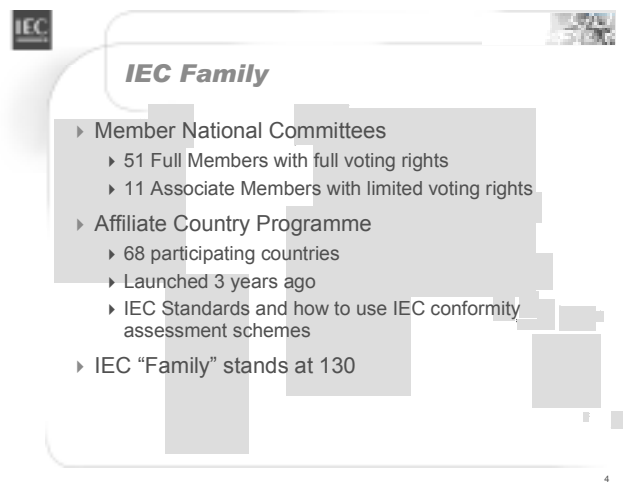 IEC
IEC Family
Member National Committees
51 Full Members with full voting rights
11 Associate Members with limited voting rights
Affiliate Country Programme
68 participating countries
Launched 3 years ago
IEC Standards and how to use IEC conformity
assessment schemes
IEC “Family” stands at 130
4